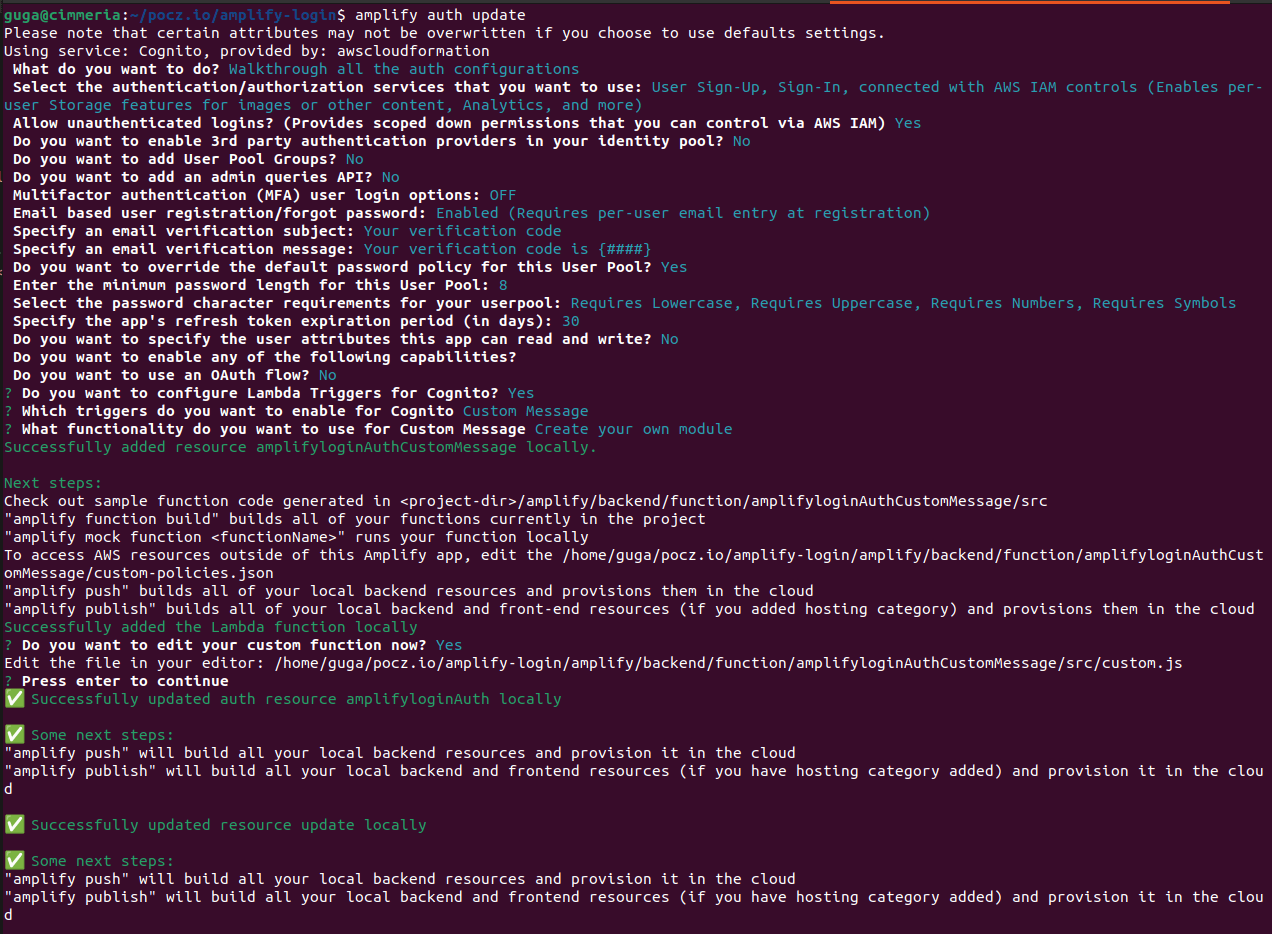 guga@cimmeria:~/pocz.io/amplify-login$ amplify auth update
Please note that certain attributes may not be overwritten if you choose to use defaults settings.
Using service: Cognito, provided by: awscloudformation
What do you want to do? Walkthrough all the auth configurations
Select the authentication/authorization services that you want to use: User Sign-Up, Sign-In, connected with AWS IAM controls (Enables per-
user Storage features for images or other content, Analytics, and more)
Allow unauthenticated logins? (Provides scoped down permissions that you can control via AWS IAM) Yes
Do you want to enable 3rd party authentication providers in your identity pool? No
Do you want to add User Pool Groups? No
Do you want to add an admin queries API? No
Multifactor authentication (MFA) user login options: OFF
Email based user registration/forgot password: Enabled (Requires per-user email entry at registration)
Specify an email verification subject: Your verification code
Specify an email verification message: Your verification code is {####}
Do you want to override the default password policy for this User Pool? Yes
Enter the minimum password length for this User Pool: 8
Select the password character requirements for your userpool: Requires Lowercase, Requires Uppercase, Requires Numbers, Requires Symbols
Specify the app's refresh token expiration period (in days): 30
Do you want to specify the user attributes this app can read and write? No
Do you want to enable any of the following capabilities?
Do you want to use an OAuth flow? No
? Do you want to configure Lambda Triggers for Cognito? Yes
? Which triggers do you want to enable for Cognito Custom Message
? What functionality do you want to use for Custom Message Create your own module
Successfully added resource amplifyloginAuthCustomMessage locally.

Next steps:
Check out sample function code generated in <project-dir>/amplify/backend/function/amplifyloginAuthCustomMessage/src
"amplify function build" builds all of your functions currently in the project
"amplify mock function <functionName>" runs your function locally
To access AWS resources outside of this Amplify app, edit the /home/guga/pocz.io/amplify-login/amplify/backend/function/amplifyloginAuthCust
omMessage/custom-policies.json
"amplify push" builds all of your local backend resources and provisions them in the cloud
"amplify publish" builds all of your local backend and front-end resources (if you added hosting category) and provisions them in the cloud
Successfully added the Lambda function locally
? Do you want to edit your custom function now? Yes
Edit the file in your editor: /home/guga/pocz.io/amplify-login/amplify/backend/function/amplifyloginAuthCustomMessage/src/custom.js
? Press enter to continue
✅ Successfully updated auth resource amplifyloginAuth locally

✅ Some next steps:
"amplify push" will build all your local backend resources and provision it in the cloud
"amplify publish" will build all your local backend and frontend resources (if you have hosting category added) and provision it in the clou
d

✅ Successfully updated resource update locally

✅ Some next steps:
"amplify push" will build all your local backend resources and provision it in the cloud
"amplify publish" will build all your local backend and frontend resources (if you have hosting category added) and provision it in the clou
d